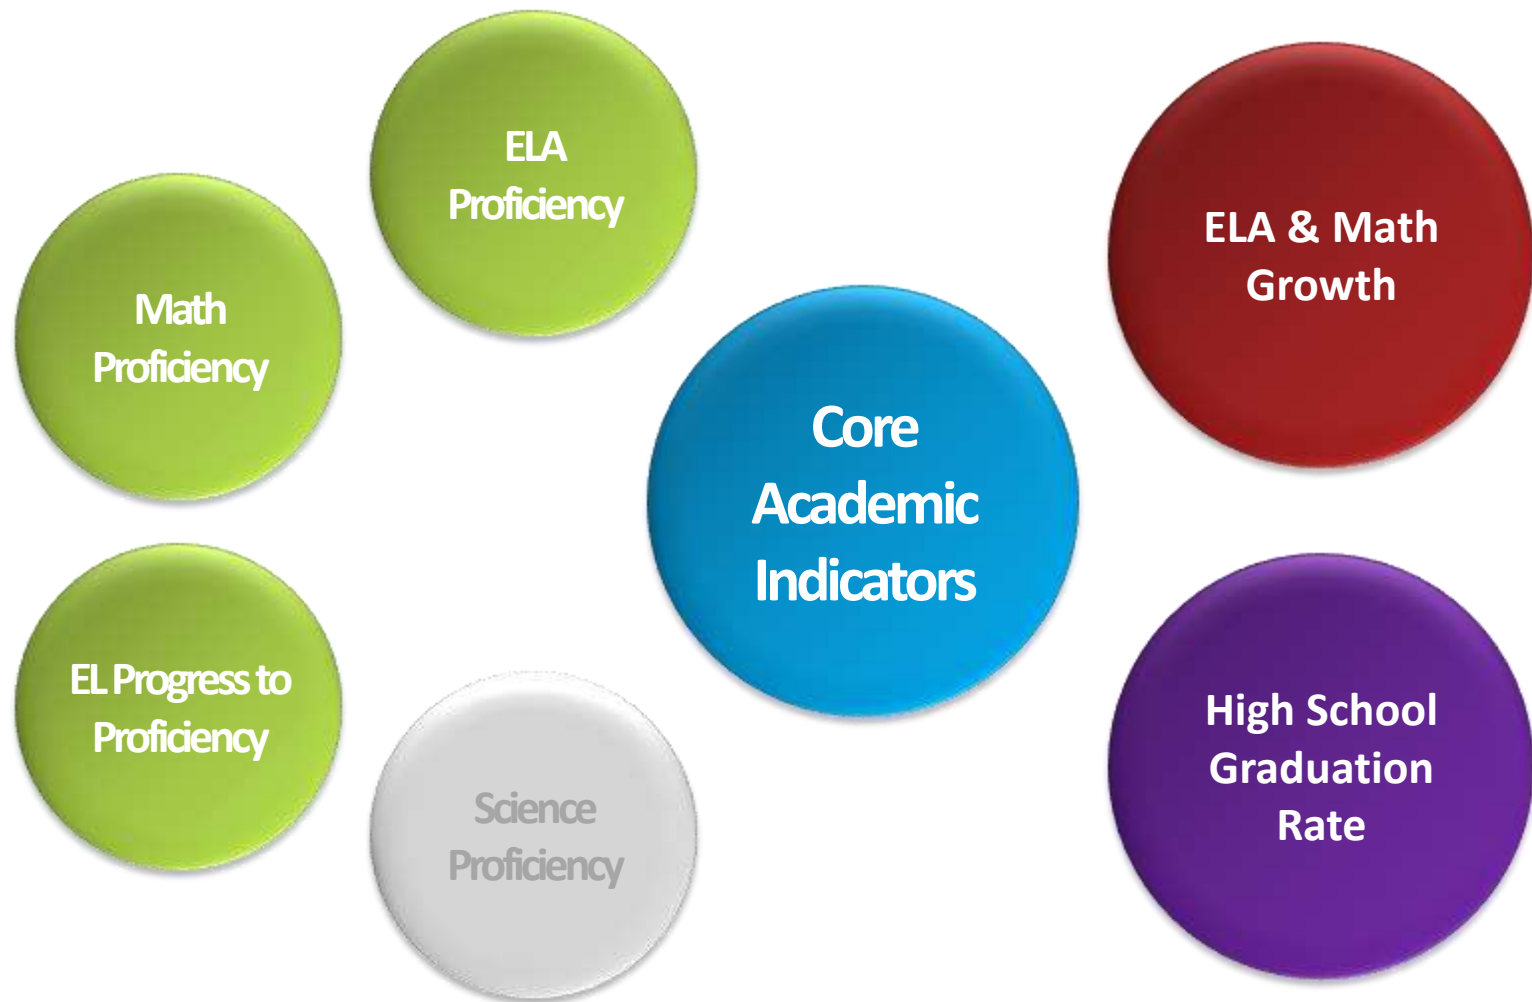 ELA
Proficiency
Math
Proficiency
EL Progress to
Proficiency
Science
Proficiency
Core
Academic
Indicators
ELA & Math
Growth
High School
Graduation
Rate